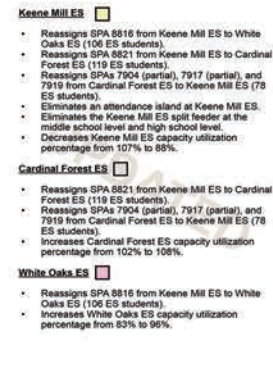 Keene Mill ES
• Reassigns SPA 8816 from Keene Mill ES to White
Oaks ES (106 ES students).
• Reassigns SPA 8821 from Keene Mill ES to Cardinal
Forest ES (119 ES students).
• Reassigns SPAs 7904 (partial), 7917 (partial), and
7919 from Cardinal Forest ES to Keene Mill ES (78
ES students).
• Eliminates an attendance island at Keene Mill ES.
• Eliminates the Keene Mill ES split feeder at the
middle school level and high school level.
• Decreases Keene Mill ES capacity utilization
percentage from 107% to 88%.
Cardinal Forest ES
• Reassigns SPA 8821 from Keene Mill ES to Cardinal
Forest ES (119 ES students).
• Reassigns SPAs 7904 (partial), 7917 (partial), and
7919 from Cardinal Forest ES to Keene Mill ES (78
ES students).
• Increases Cardinal Forest ES capacity utilization
percentage from 102% to 108%.
White Oaks ES
• Reassigns SPA 8816 from Keene Mill ES to White
Oaks ES (106 ES students).
• Increases White Oaks ES capacity utilization
percentage from 83% to 96%.